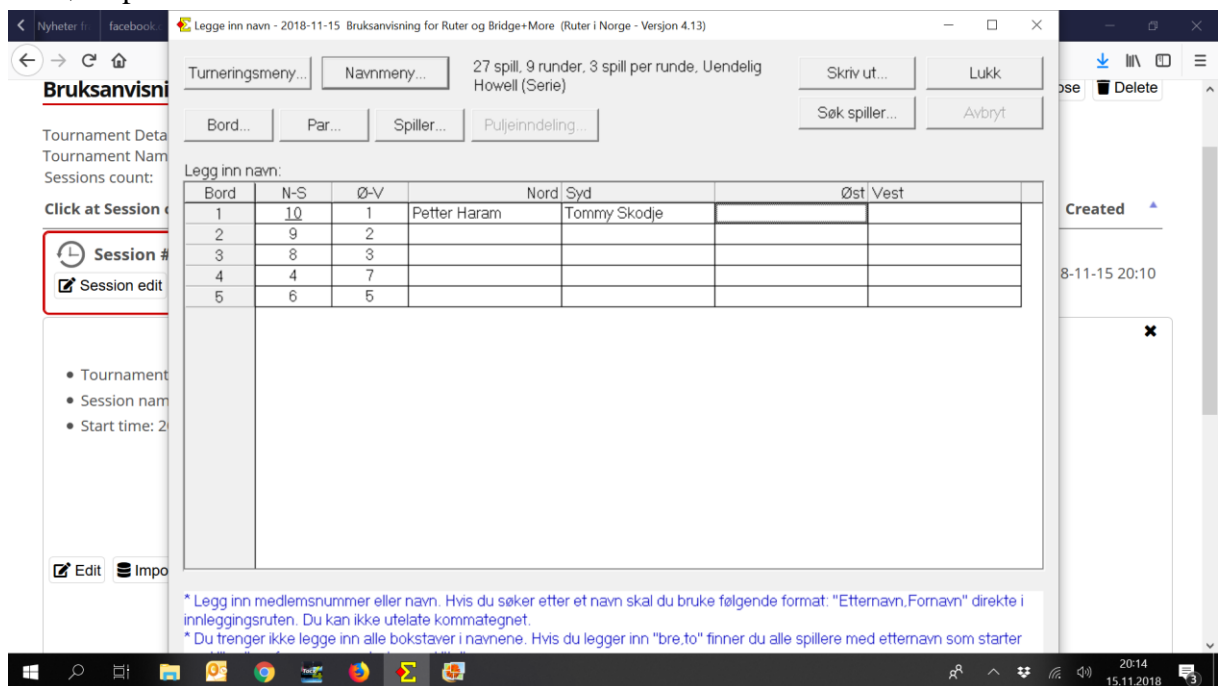 Nyheter fr
facebook.c
Legge inn navn - 2018-11-15 Bruksanvisning for Ruter og Bridge+More (Ruter i Norge - Versjon 4.13)
Turneringsmeny...
Navnmeny...
27 spill, 9 runder, 3 spill per runde, Uendelig
Howell (Serie)
Skriv ut...
Lukk
Bord...
Par...
Spiller...
Puljeinndeling...
Søk spiller...
Avbryt
Bruksanvisni
ose
Delete
Tournament Deta
Tournament Nam
Sessions count:
Click at Session
Created
Session #
Session edit
8-11-15 20:10
Legg inn navn:
Bord N-S Ø-V Nord Syd Øst Vest
1 10 1 Petter Haram Tommy Skodje
2 9 2
3 8 3
4 4 7
5 6 5
Tournament
Session nam
Start time: 2
Edit
Impo
* Legg inn medlemsnummer eller navn. Hvis du søker etter et navn skal du bruke følgende format: "Etternavn,Fornavn" direkte i
innleggingsruten. Du kan ikke utelate kommategnet.
* Du trenger ikke legge inn alle bokstaver i navnene. Hvis du legger inn "bre,to" finner du alle spillere med etternavn som starter
20:14
15.11.2018
3